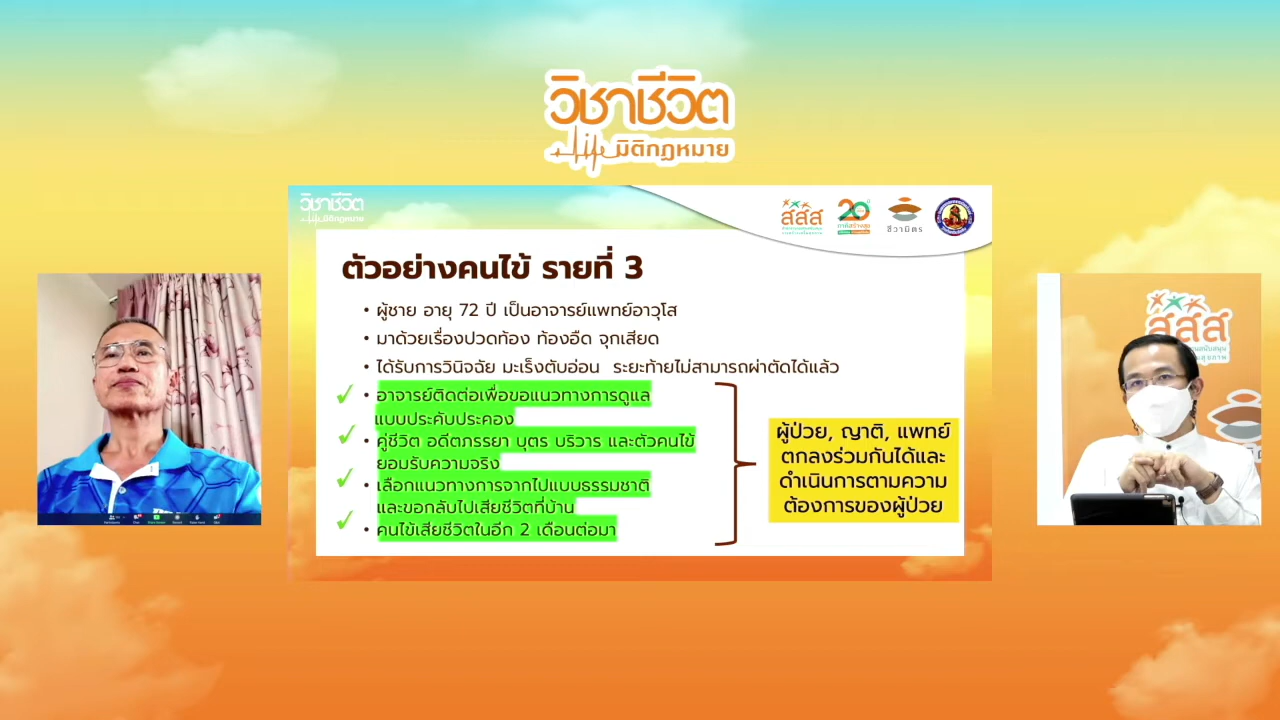 วิชาชีวิต
Life มิติกฎหมาย
วิชาชีวิต
มิติกฎหมาย
สสส
20
ชีวามิตร
ตัวอย่างคนไข้ รายที่ 3
• ผู้ชาย อายุ 72 ปี เป็นอาจารย์แพทย์อาวุโส
• มาด้วยเรื่องปวดท้อง ท้องอืด จุกเสียด
• ได้รับการวินิจฉัย มะเร็งตับอ่อน ระยะท้ายไม่สามารถผ่าตัดได้แล้ว
✓ • อาจารย์ติดต่อเพื่อขอแนวทางการดูแล
แบบประคับประคอง
✓ • คู่ชีวิต อดีตภรรยา บุตร บริวาร และตัวคนไข้
ยอมรับความจริง
✓ • เลือกแนวทางการจากไปแบบธรรมชาติ
และขอกลับไปเสียชีวิตที่บ้าน
✓ • คนไข้เสียชีวิตในอีก 2 เดือนต่อมา
ผู้ป่วย, ญาติ, แพทย์
ตกลงร่วมกันได้และ
ดำเนินการตามความ
ต้องการของผู้ป่วย
สสส